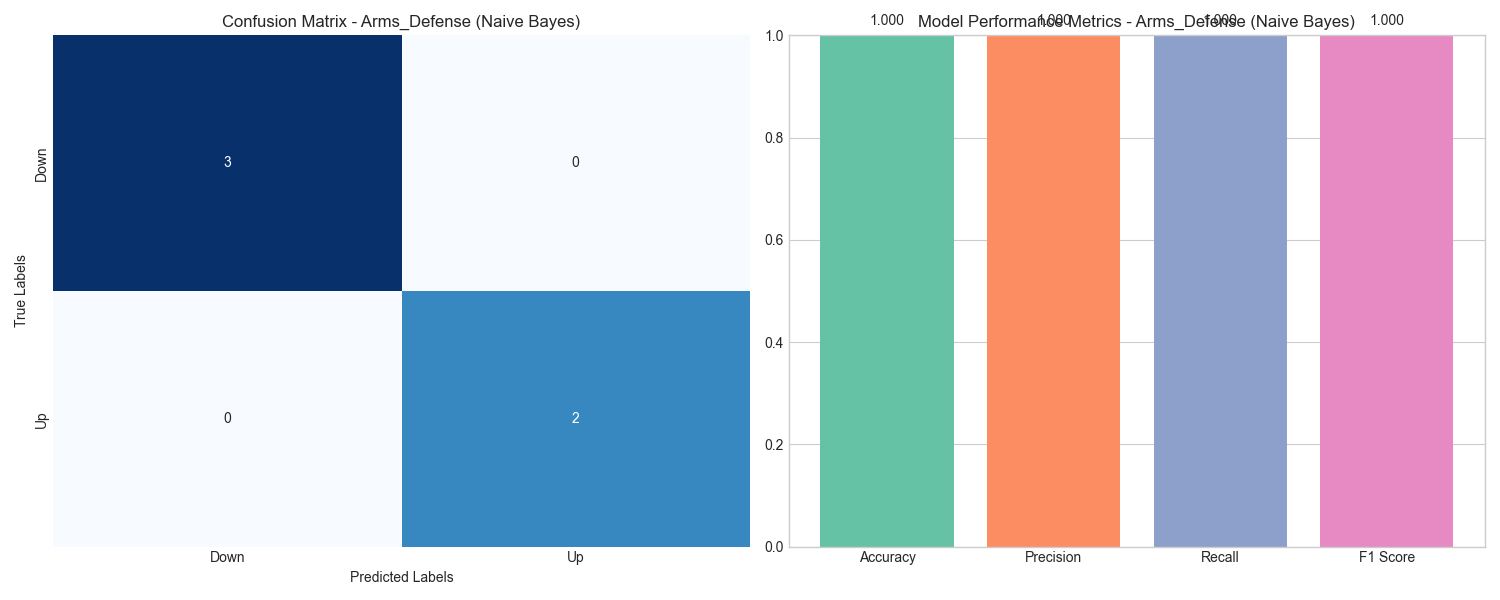 Confusion Matrix - Arms_Defense (Naive Bayes)
True Labels
Down
Up
3
0
0
2
Down
Up
Predicted Labels
Model Performance Metrics - Arms_Defense (Naive Bayes)
1.000
1.000
1.000
1.000
1.0
0.8
0.6
0.4
0.2
0.0
Accuracy
Precision
Recall
F1 Score